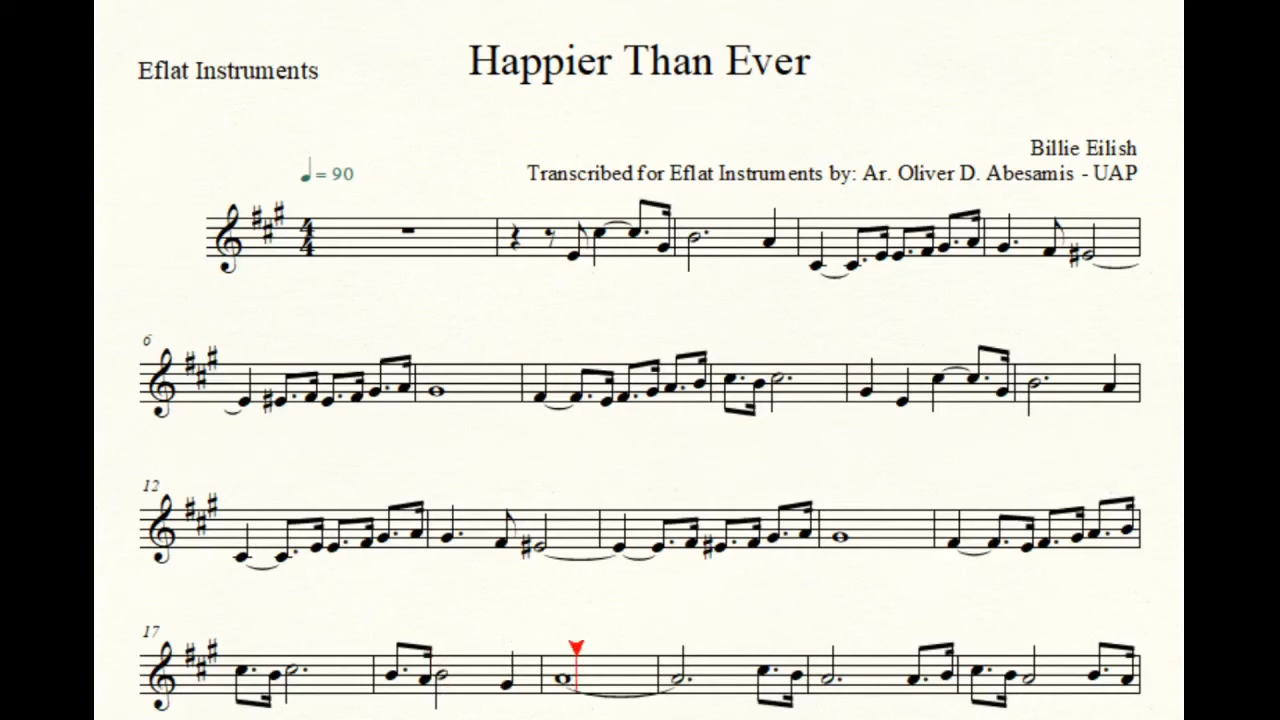 Happier Than Ever
Eflat Instruments
Billie Eilish
= 90
Transcribed for Eflat Instruments by: Ar. Oliver D. Abesamis - UAP
4
4
6
12
17